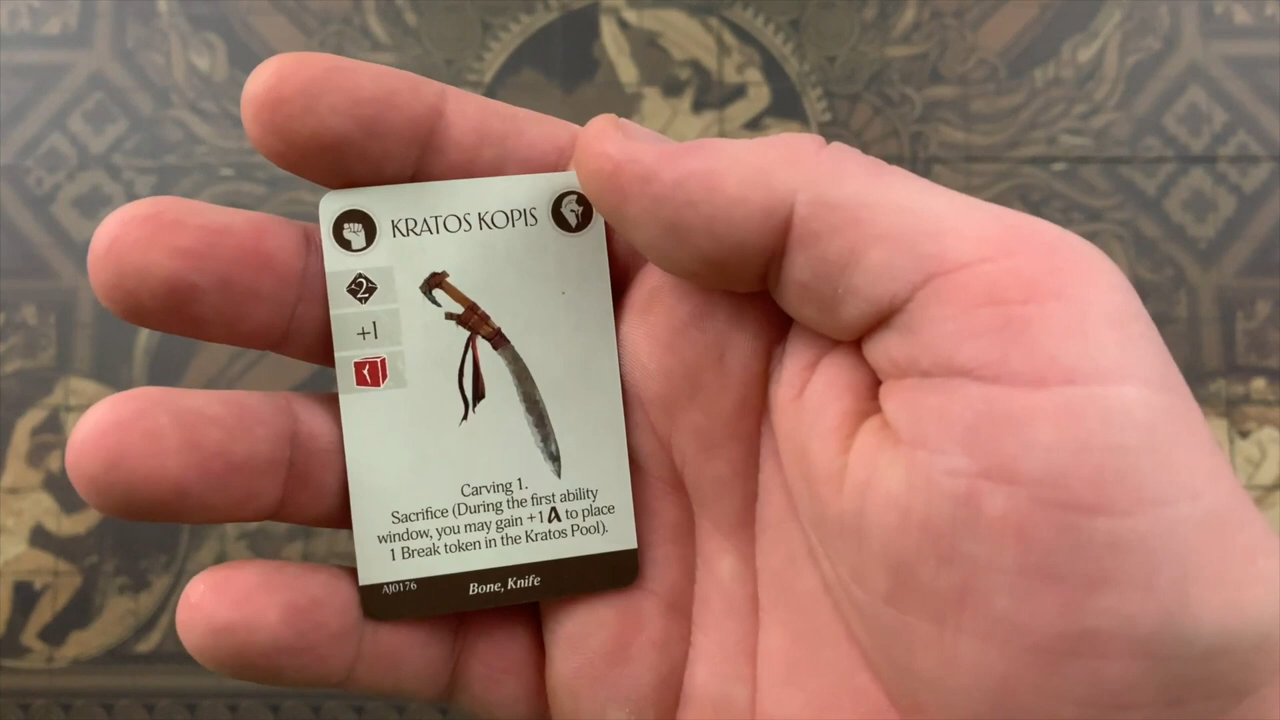 KRATOS KOPIS
2
+1
Carving 1.
Sacrifice (During the first ability
window, you may gain +1 to place
1 Break token in the Kratos Pool).
AJ0176
Bone, Knife